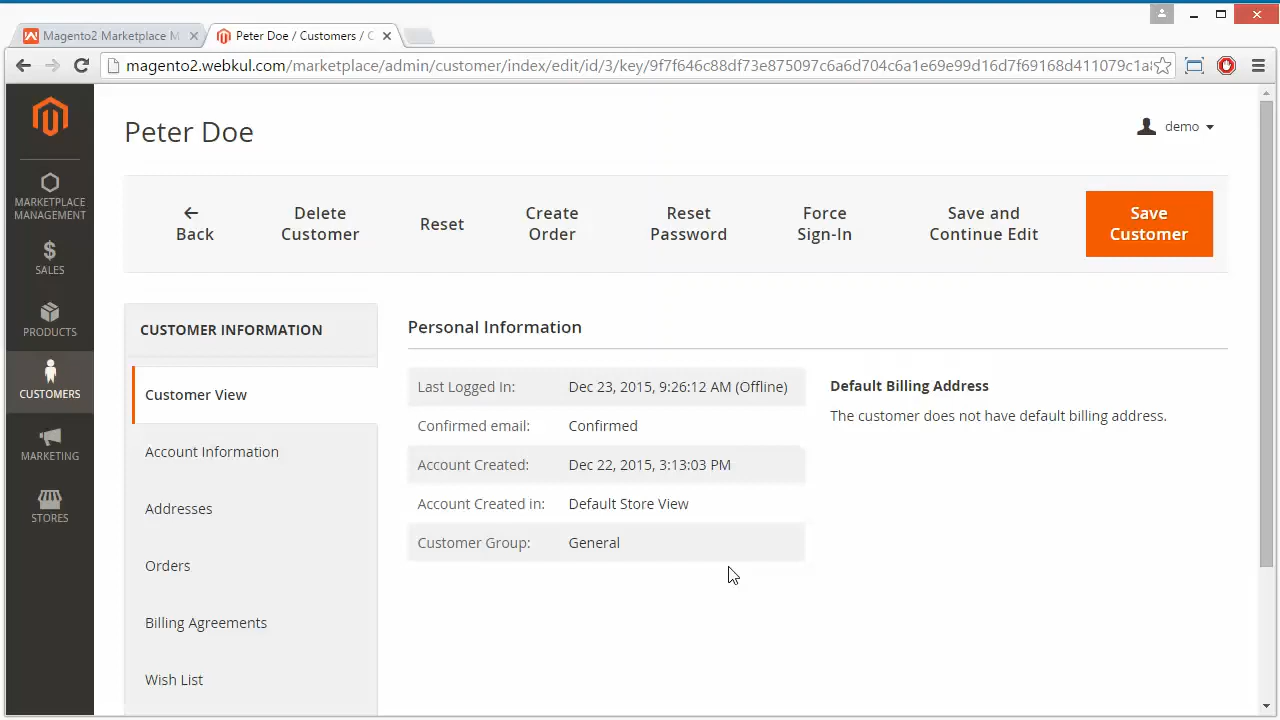 Magento2 Marketplace M
Peter Doe / Customers / C
magento2.webkul.com/marketplace/admin/customer/index/edit/id/3/key/9f7f646c88df73e875097c6a6d704c6a1e69e99d16d7f69168d411079c1a8
Peter Doe
demo
MARKETPLACE
MANAGEMENT
SALES
PRODUCTS
CUSTOMERS
MARKETING
STORES
Back
Delete
Customer
Reset
Create
Order
Reset
Password
Force
Sign-In
Save and
Continue Edit
Save
Customer
CUSTOMER INFORMATION
Customer View
Account Information
Addresses
Orders
Billing Agreements
Wish List
Personal Information
Last Logged In: Dec 23, 2015, 9:26:12 AM (Offline)
Confirmed email: Confirmed
Account Created: Dec 22, 2015, 3:13:03 PM
Account Created in: Default Store View
Customer Group: General
Default Billing Address
The customer does not have default billing address.